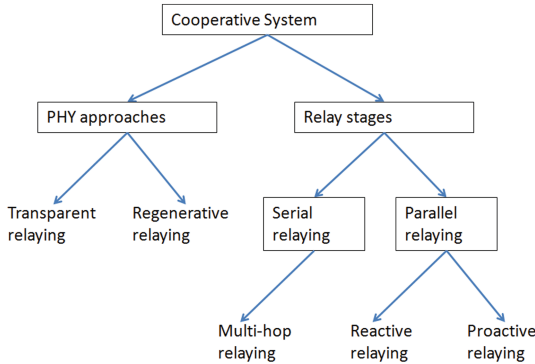 Cooperative System
PHY approaches
Relay stages
Transparent
relaying
Regenerative
relaying
Serial
relaying
Parallel
relaying
Multi-hop
relaying
Reactive
relaying
Proactive
relaying